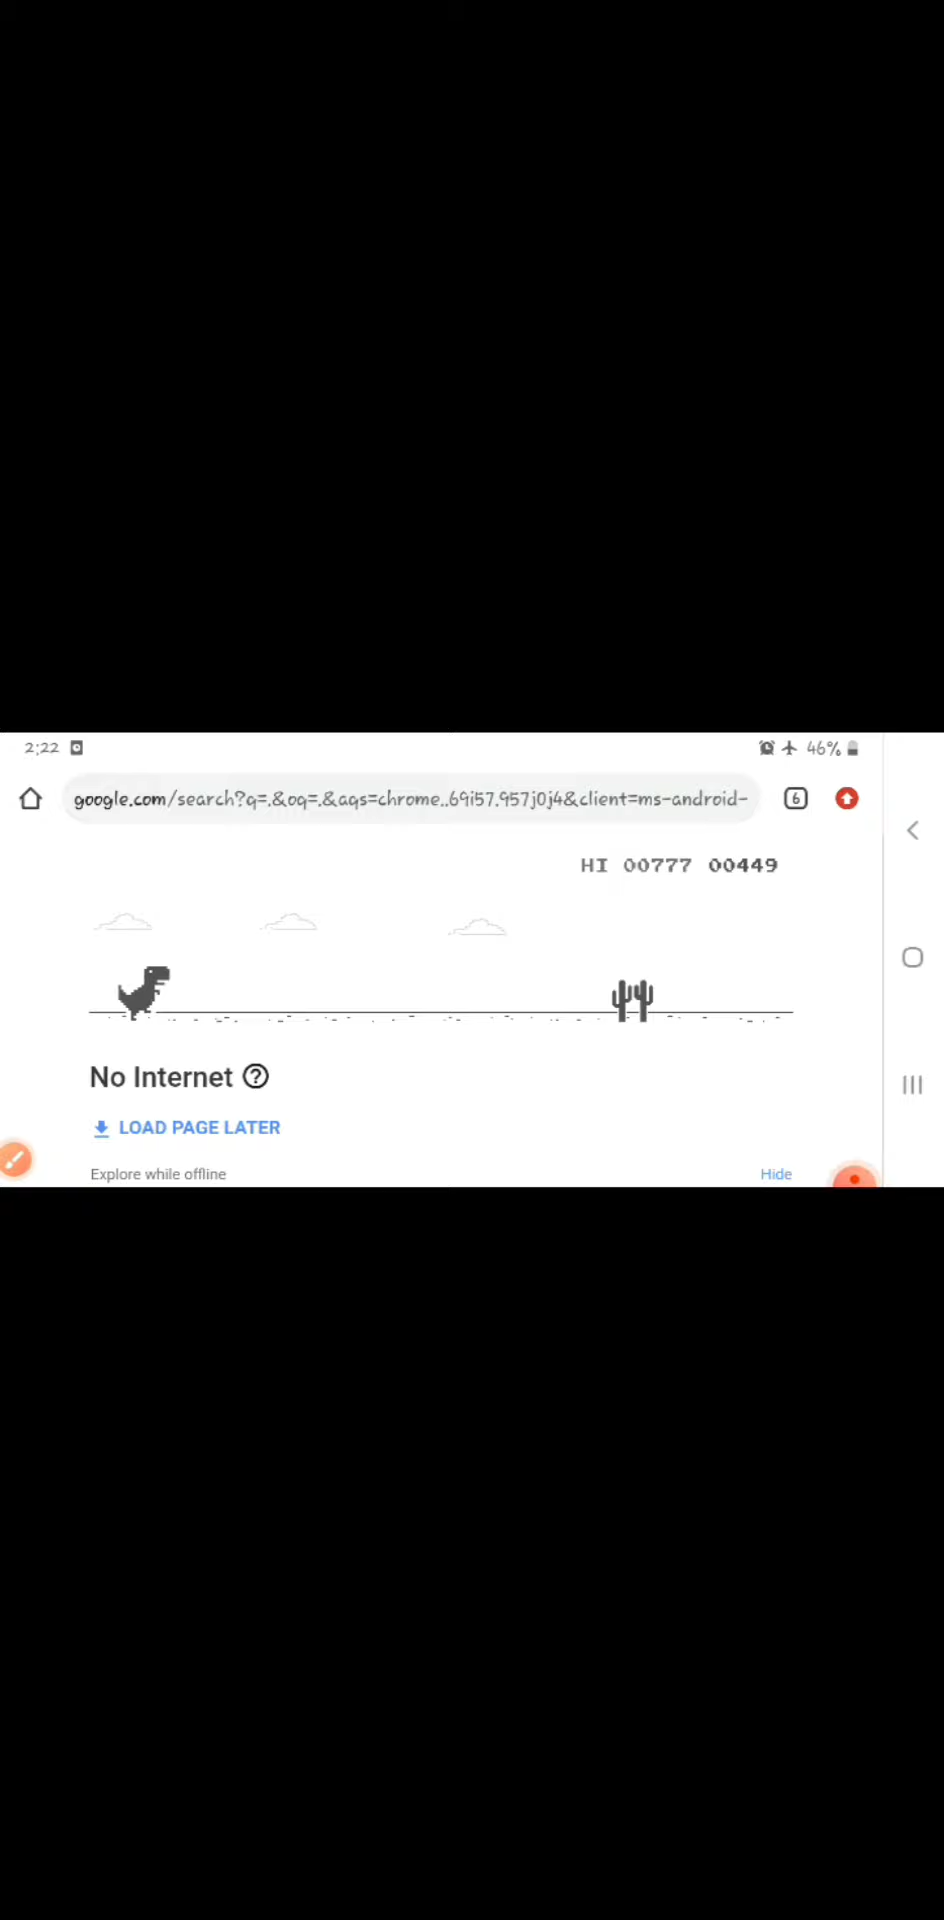 2:22 46%
google.com/search?q=.&oq=.&aqs=chrome..69i57.957j0j4&client=ms-android-
6
HI 00777 00449
No Internet ?
LOAD PAGE LATER
Explore while offline Hide